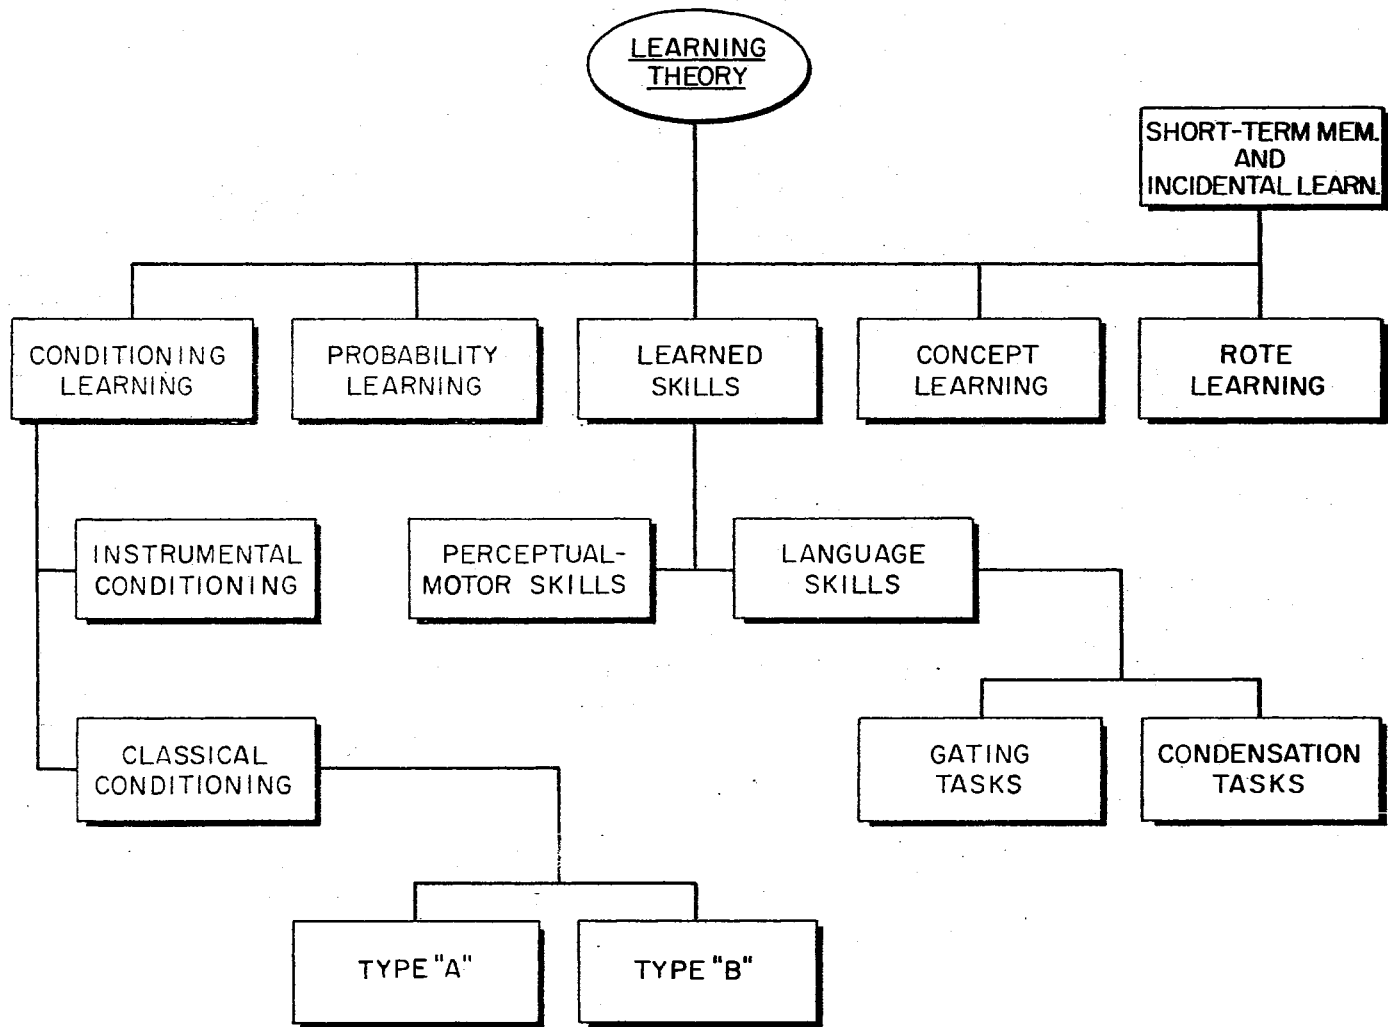 LEARNING
THEORY
SHORT-TERM MEM.
AND
INCIDENTAL LEARN.
CONDITIONING
LEARNING
PROBABILITY
LEARNING
LEARNED
SKILLS
CONCEPT
LEARNING
ROTE
LEARNING
INSTRUMENTAL
CONDITIONING
PERCEPTUAL-
MOTOR SKILLS
LANGUAGE
SKILLS
CLASSICAL
CONDITIONING
GATING
TASKS
CONDENSATION
TASKS
TYPE "A"
TYPE "B"